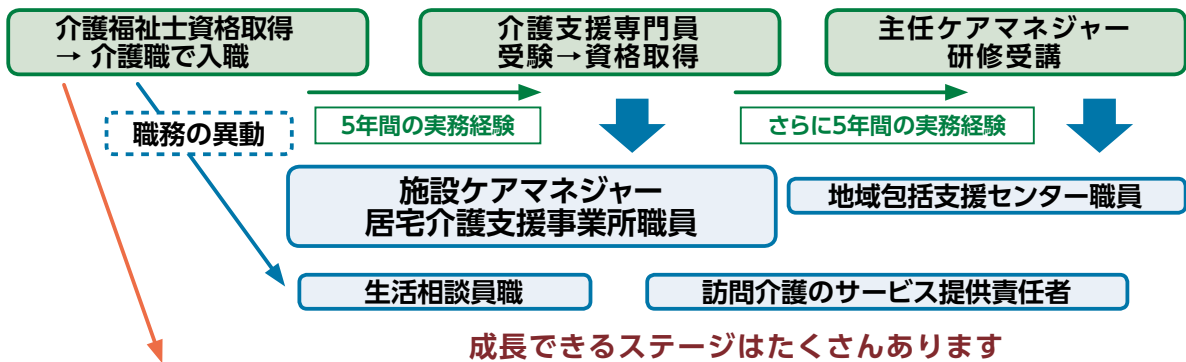 介護福祉士資格取得
→ 介護職で入職
介護支援専門員
受験→資格取得
主任ケアマネジャー
研修受講
職務の異動
5年間の実務経験
さらに5年間の実務経験
施設ケアマネジャー
居宅介護支援事業所職員
地域包括支援センター職員
生活相談員職
訪問介護のサービス提供責任者
成長できるステージはたくさんあります